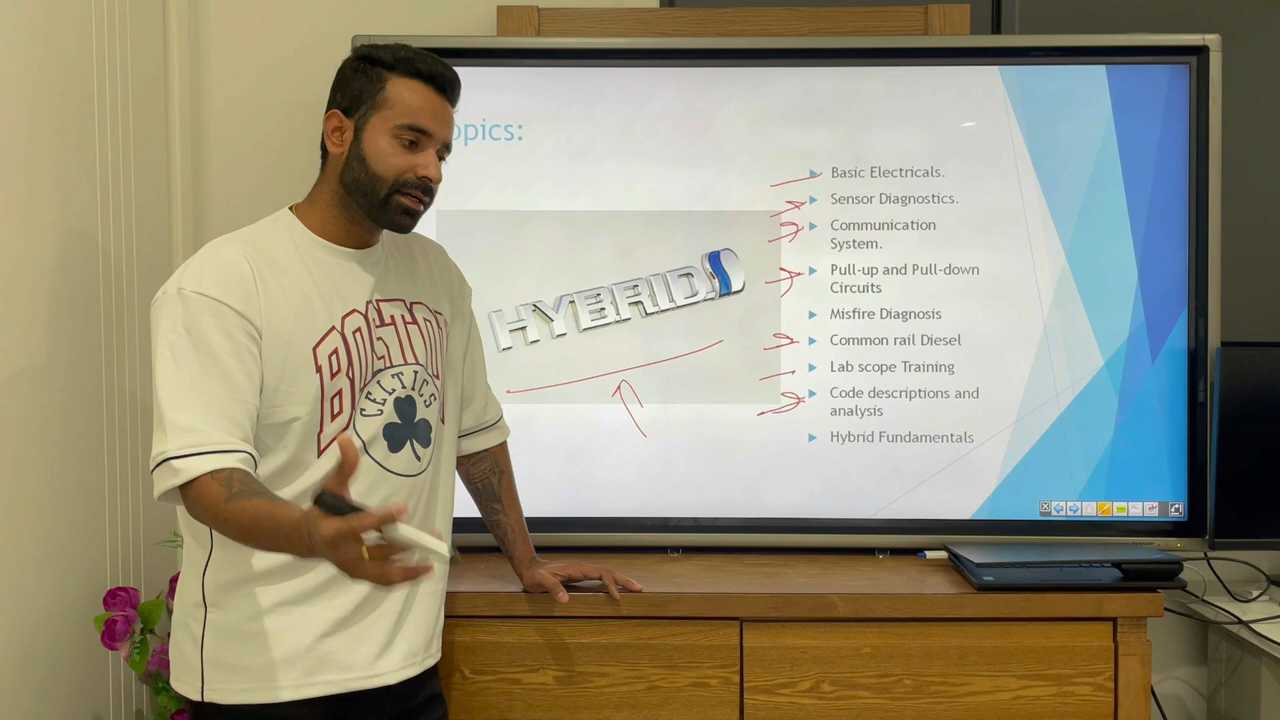 opics:
Basic Electricals.
Sensor Diagnostics.
Communication
System.
Pull-up and Pull-down
Circuits
Misfire Diagnosis
Common rail Diesel
Lab scope Training
Code descriptions and
analysis
Hybrid Fundamentals
HYBRID
BOSTON
CELTICS